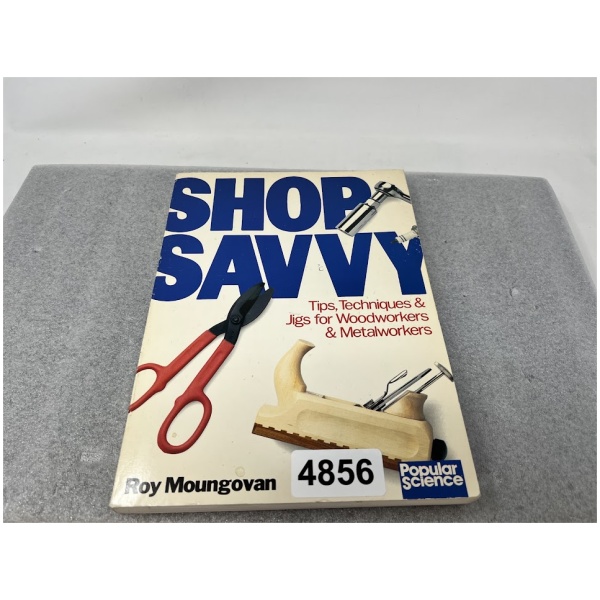 SHOP
SAVVY
Tips, Techniques &
Jigs for Woodworkers
& Metalworkers
Roy Moungovan
4856
Popular
Science